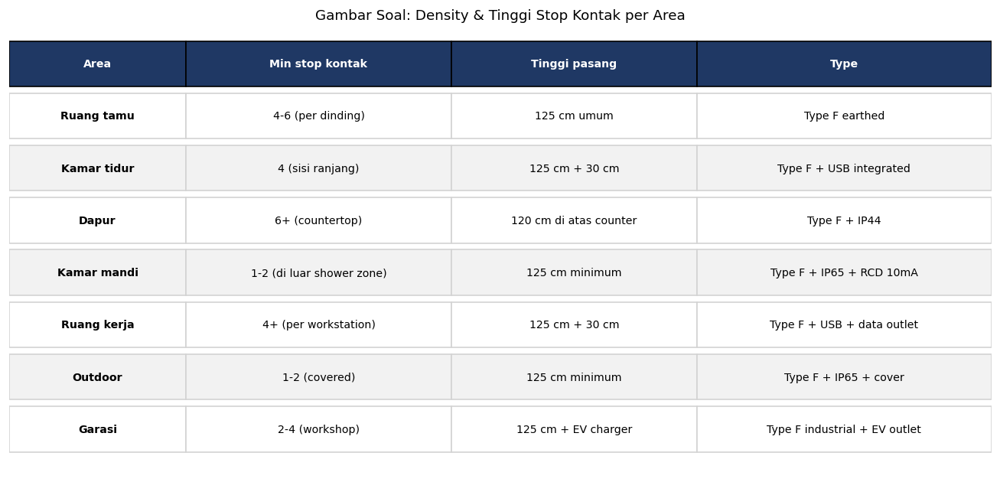 Gambar Soal: Density & Tinggi Stop Kontak per Area
Area Min stop kontak Tinggi pasang Type
Ruang tamu 4-6 (per dinding) 125 cm umum Type F earthed
Kamar tidur 4 (sisi ranjang) 125 cm + 30 cm Type F + USB integrated
Dapur 6+ (countertop) 120 cm di atas counter Type F + IP44
Kamar mandi 1-2 (di luar shower zone) 125 cm minimum Type F + IP65 + RCD 10mA
Ruang kerja 4+ (per workstation) 125 cm + 30 cm Type F + USB + data outlet
Outdoor 1-2 (covered) 125 cm minimum Type F + IP65 + cover
Garasi 2-4 (workshop) 125 cm + EV charger Type F industrial + EV outlet